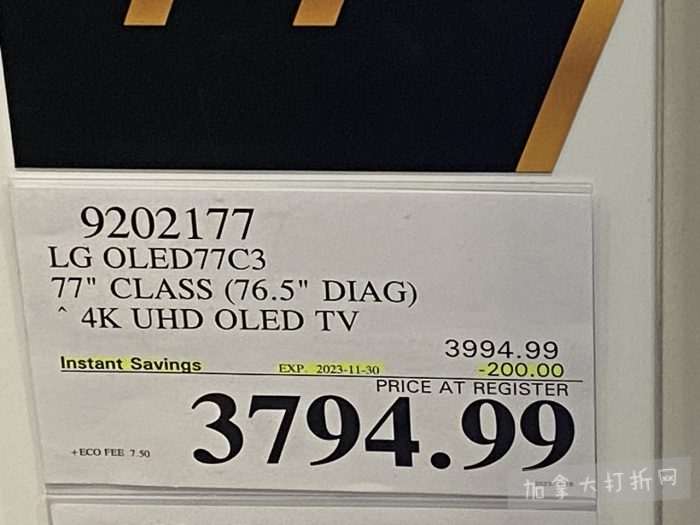 77
9202177
LG OLED77C3
77" CLASS (76.5" DIAG)
^ 4K UHD OLED TV
3994.99
Instant Savings EXP. 2023-11-30 -200.00
PRICE AT REGISTER
3794.99
+ECO FEE 7.50
加拿大打折网